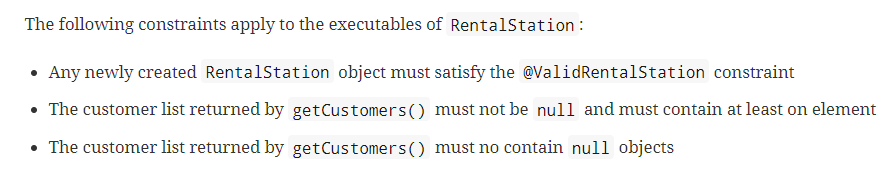 The following constraints apply to the executables of RentalStation:
• Any newly created RentalStation object must satisfy the @ValidRentalStation constraint
• The customer list returned by getCustomers() must not be null and must contain at least on element
• The customer list returned by getCustomers() must no contain null objects